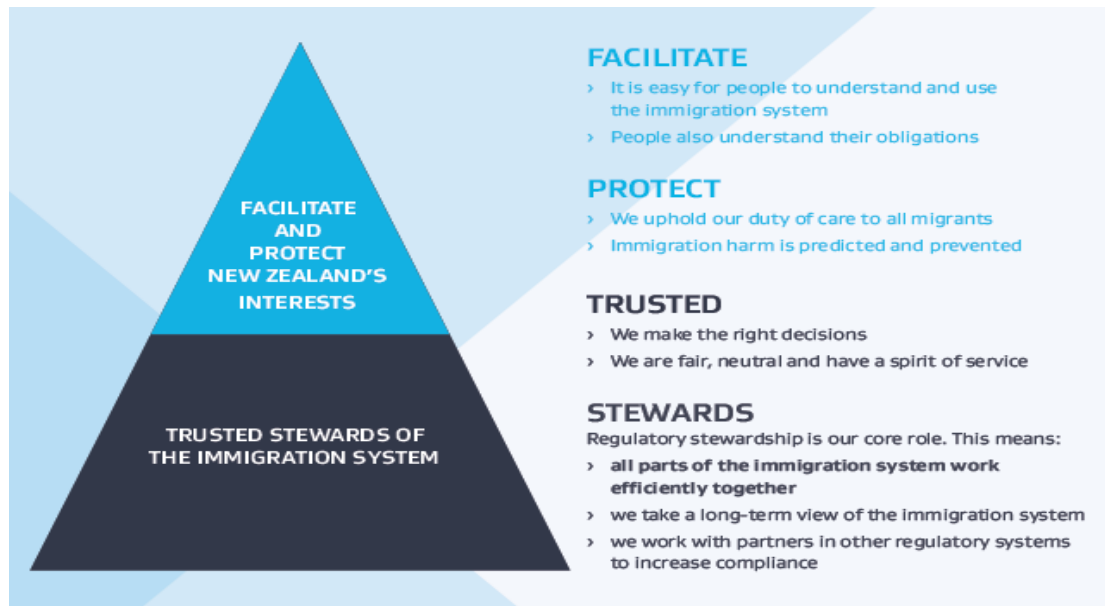 FACILITATE
AND
PROTECT
NEW ZEALAND'S
INTERESTS
TRUSTED STEWARDS OF
THE IMMIGRATION SYSTEM
FACILITATE
› It is easy for people to understand and use
the immigration system
› People also understand their obligations
PROTECT
› We uphold our duty of care to all migrants
› Immigration harm is predicted and prevented
TRUSTED
› We make the right decisions
› We are fair, neutral and have a spirit of service
STEWARDS
Regulatory stewardship is our core role. This means:
› all parts of the immigration system work
efficiently together
› we take a long-term view of the immigration system
› we work with partners in other regulatory systems
to increase compliance